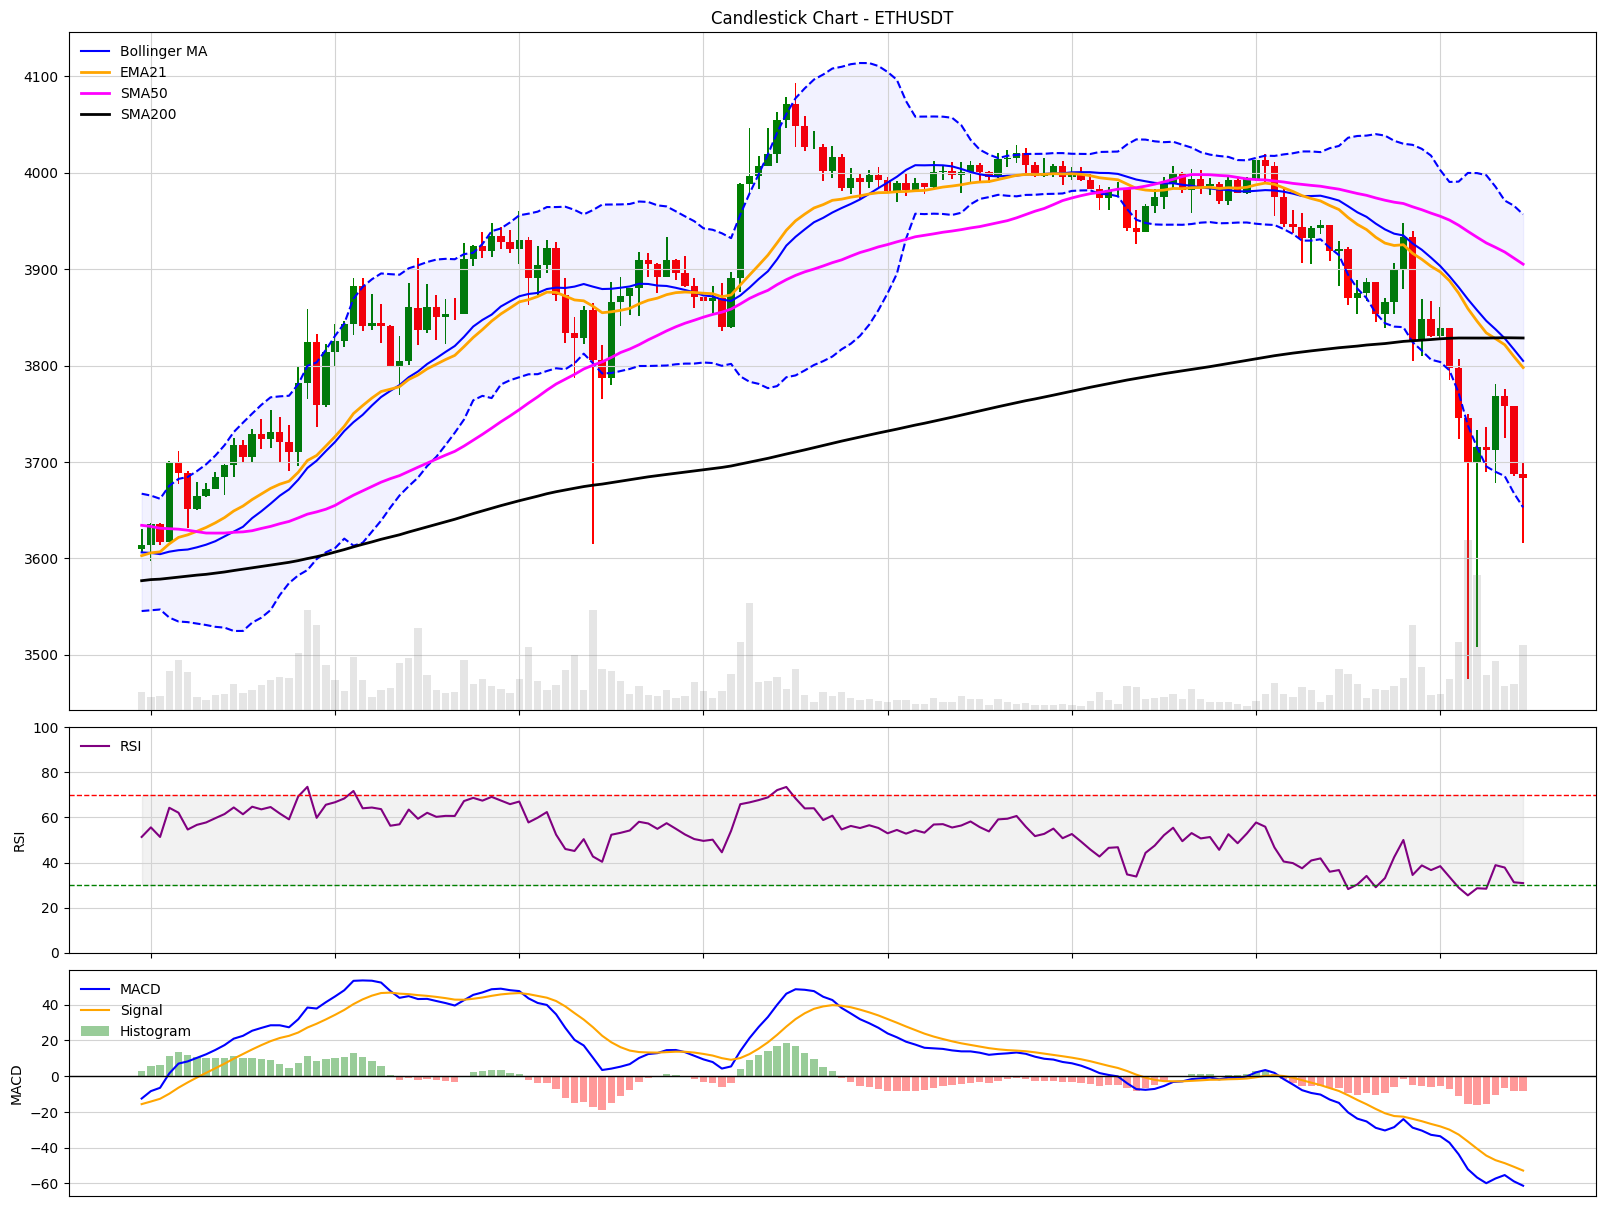 Candlestick Chart - ETHUSDT
Bollinger MA
EMA21
SMA50
SMA200
4100
4000
3900
3800
3700
3600
3500
RSI
100
80
60
40
20
0
RSI
MACD
Signal
Histogram
40
20
0
−20
−40
−60
MACD